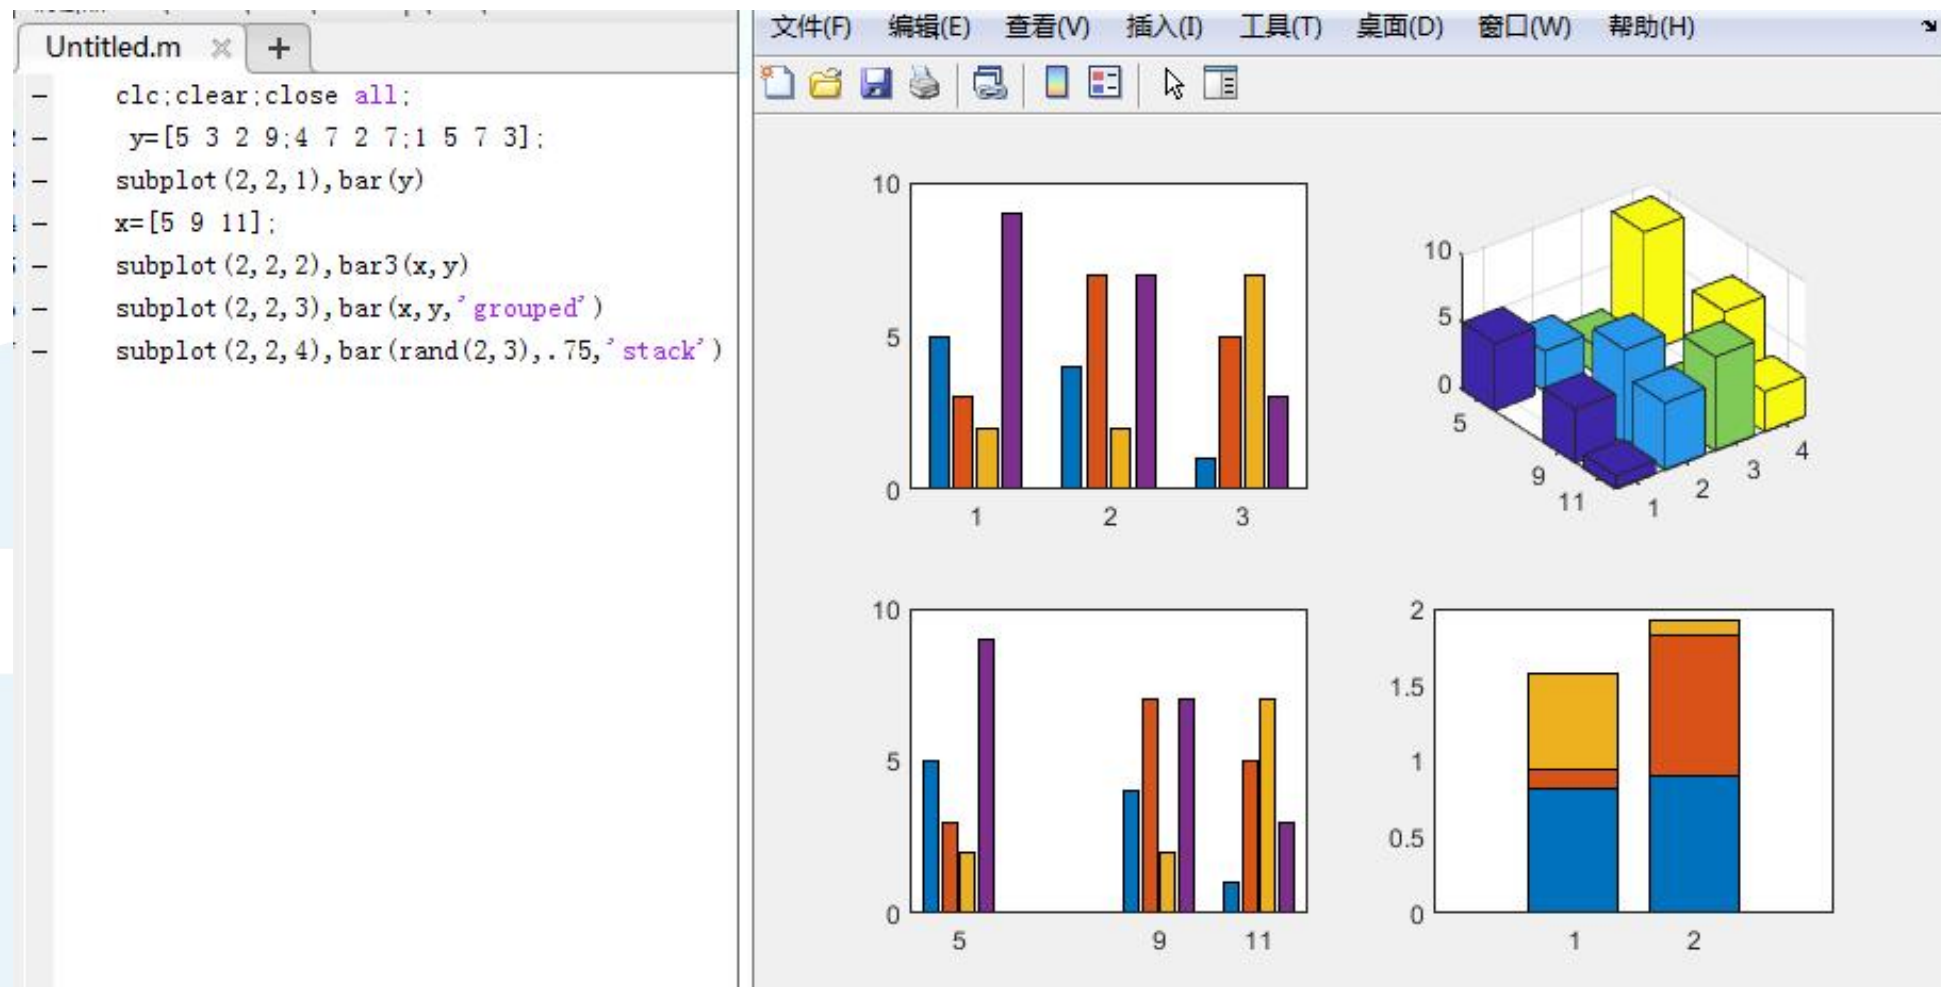 Untitled.m
clc;clear;close all;
y=[5 3 2 9;4 7 2 7;1 5 7 3];
subplot(2,2,1),bar(y)
x=[5 9 11];
subplot(2,2,2),bar3(x,y)
subplot(2,2,3),bar(x,y,'grouped')
subplot(2,2,4),bar(rand(2,3),.75,'stack')
文件(F) 编辑(E) 查看(V) 插入(I) 工具(T) 桌面(D) 窗口(W) 帮助(H)
10
5
0
1 2 3
10
5
0
5
9
11
1
2
3
4
10
5
0
5 9 11
2
1.5
1
0.5
0
1 2